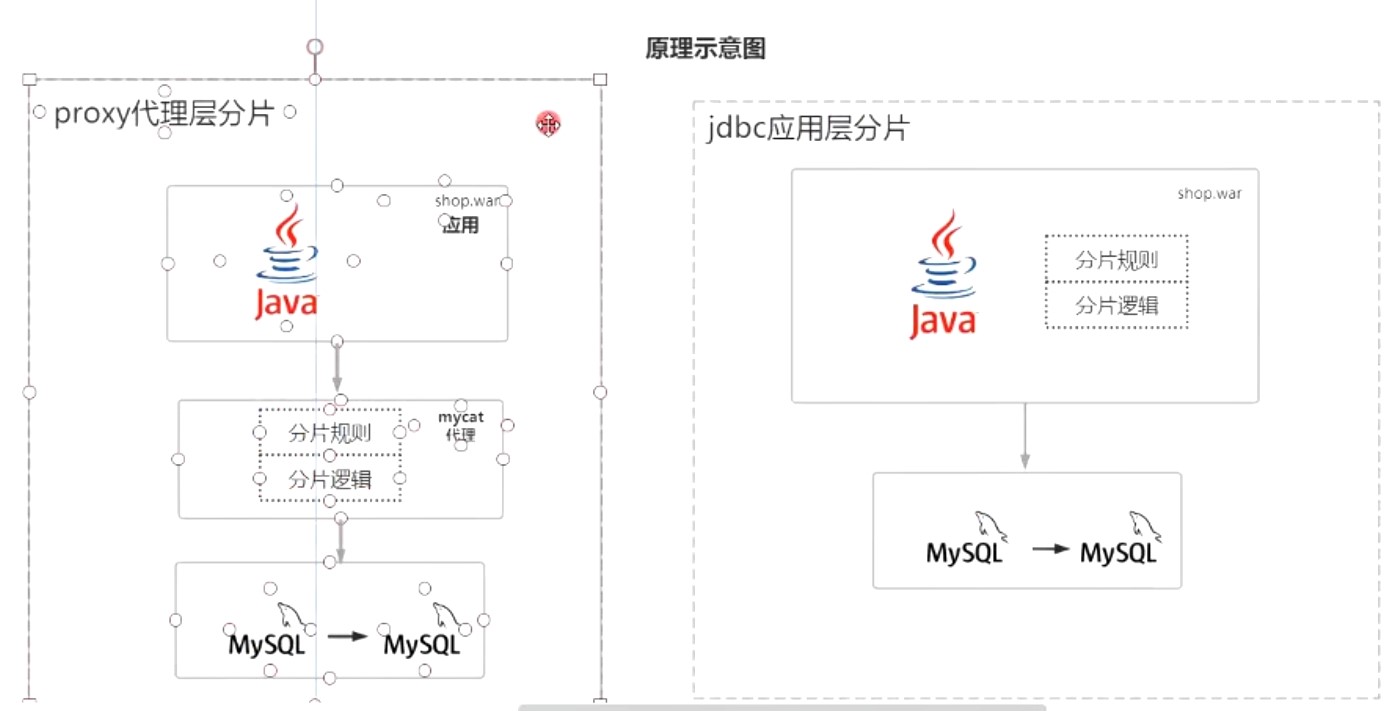 原理示意图
proxy代理层分片
shop.war
应用
Java
分片规则
分片逻辑
mycat
代理
MySQL
MySQL
jdbc应用层分片
shop.war
Java
分片规则
分片逻辑
MySQL
MySQL